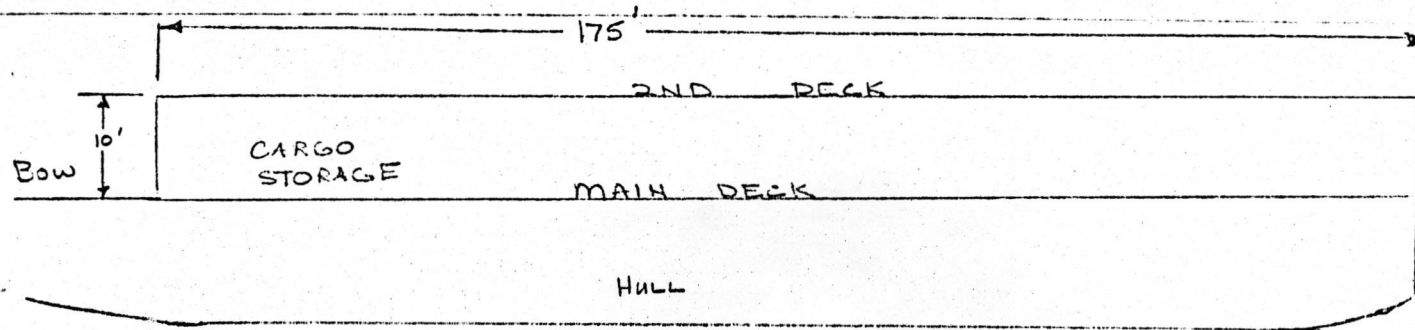 175'
2ND DECK
10'
BOW
CARGO
STORAGE
MAIN DECK
HULL